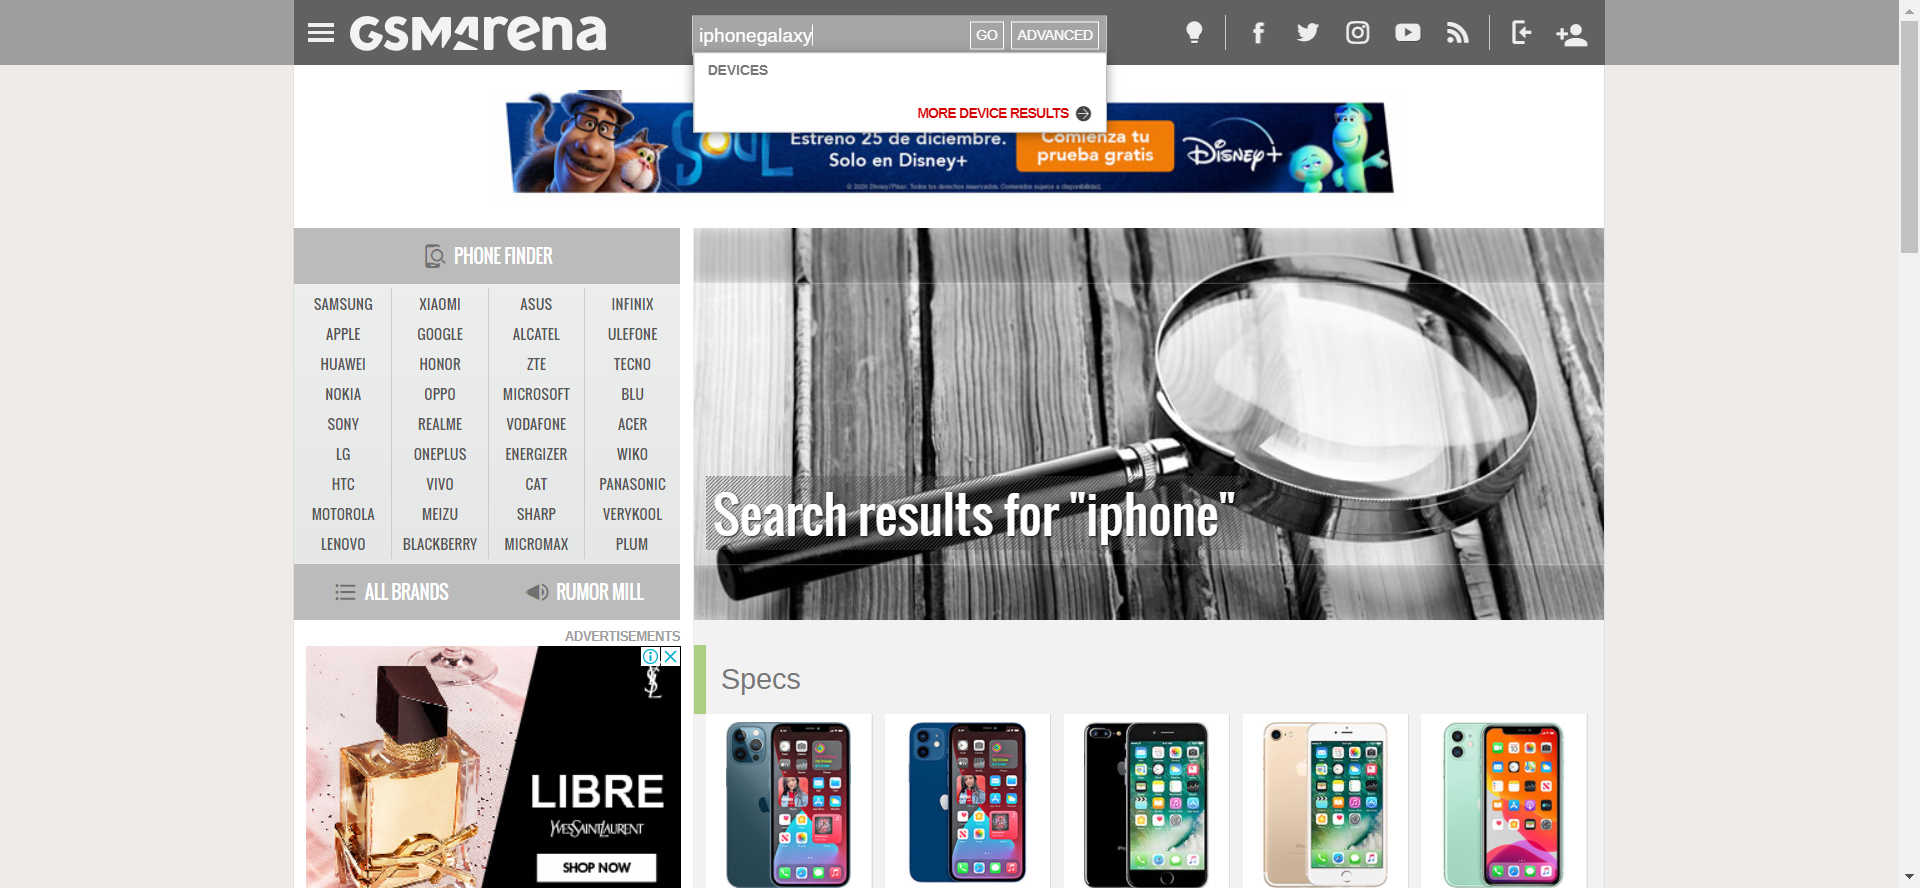 GSMArena
iphonegalaxy
GO
ADVANCED
DEVICES
MORE DEVICE RESULTS
SOUL
Estreno 25 de diciembre.
Solo en Disney+
Comienza tu
prueba gratis
Disney+
© 2020 Disney/Pixar. Todos los derechos reservados. Contenidos sujetos a disponibilidad.
PHONE FINDER
SAMSUNG XIAOMI ASUS INFINIX
APPLE GOOGLE ALCATEL ULEFONE
HUAWEI HONOR ZTE TECNO
NOKIA OPPO MICROSOFT BLU
SONY REALME VODAFONE ACER
LG ONEPLUS ENERGIZER WIKO
HTC VIVO CAT PANASONIC
MOTOROLA MEIZU SHARP VERYKOOL
LENOVO BLACKBERRY MICROMAX PLUM
ALL BRANDS
RUMOR MILL
Search results for "iphone"
ADVERTISEMENTS
LIBRE
YVESSAINTLAURENT
SHOP NOW
Specs